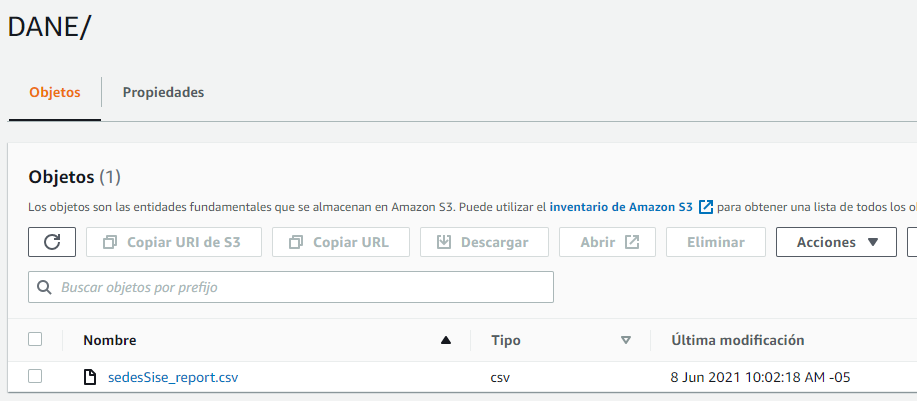 DANE/
Objetos Propiedades
Objetos (1)
Los objetos son las entidades fundamentales que se almacenan en Amazon S3. Puede utilizar el inventario de Amazon S3 para obtener una lista de todos los
Copiar URI de S3 Copiar URL Descargar Abrir Eliminar Acciones
Buscar objetos por prefijo
Nombre Tipo Última modificación
sedesSise_report.csv csv 8 Jun 2021 10:02:18 AM -05